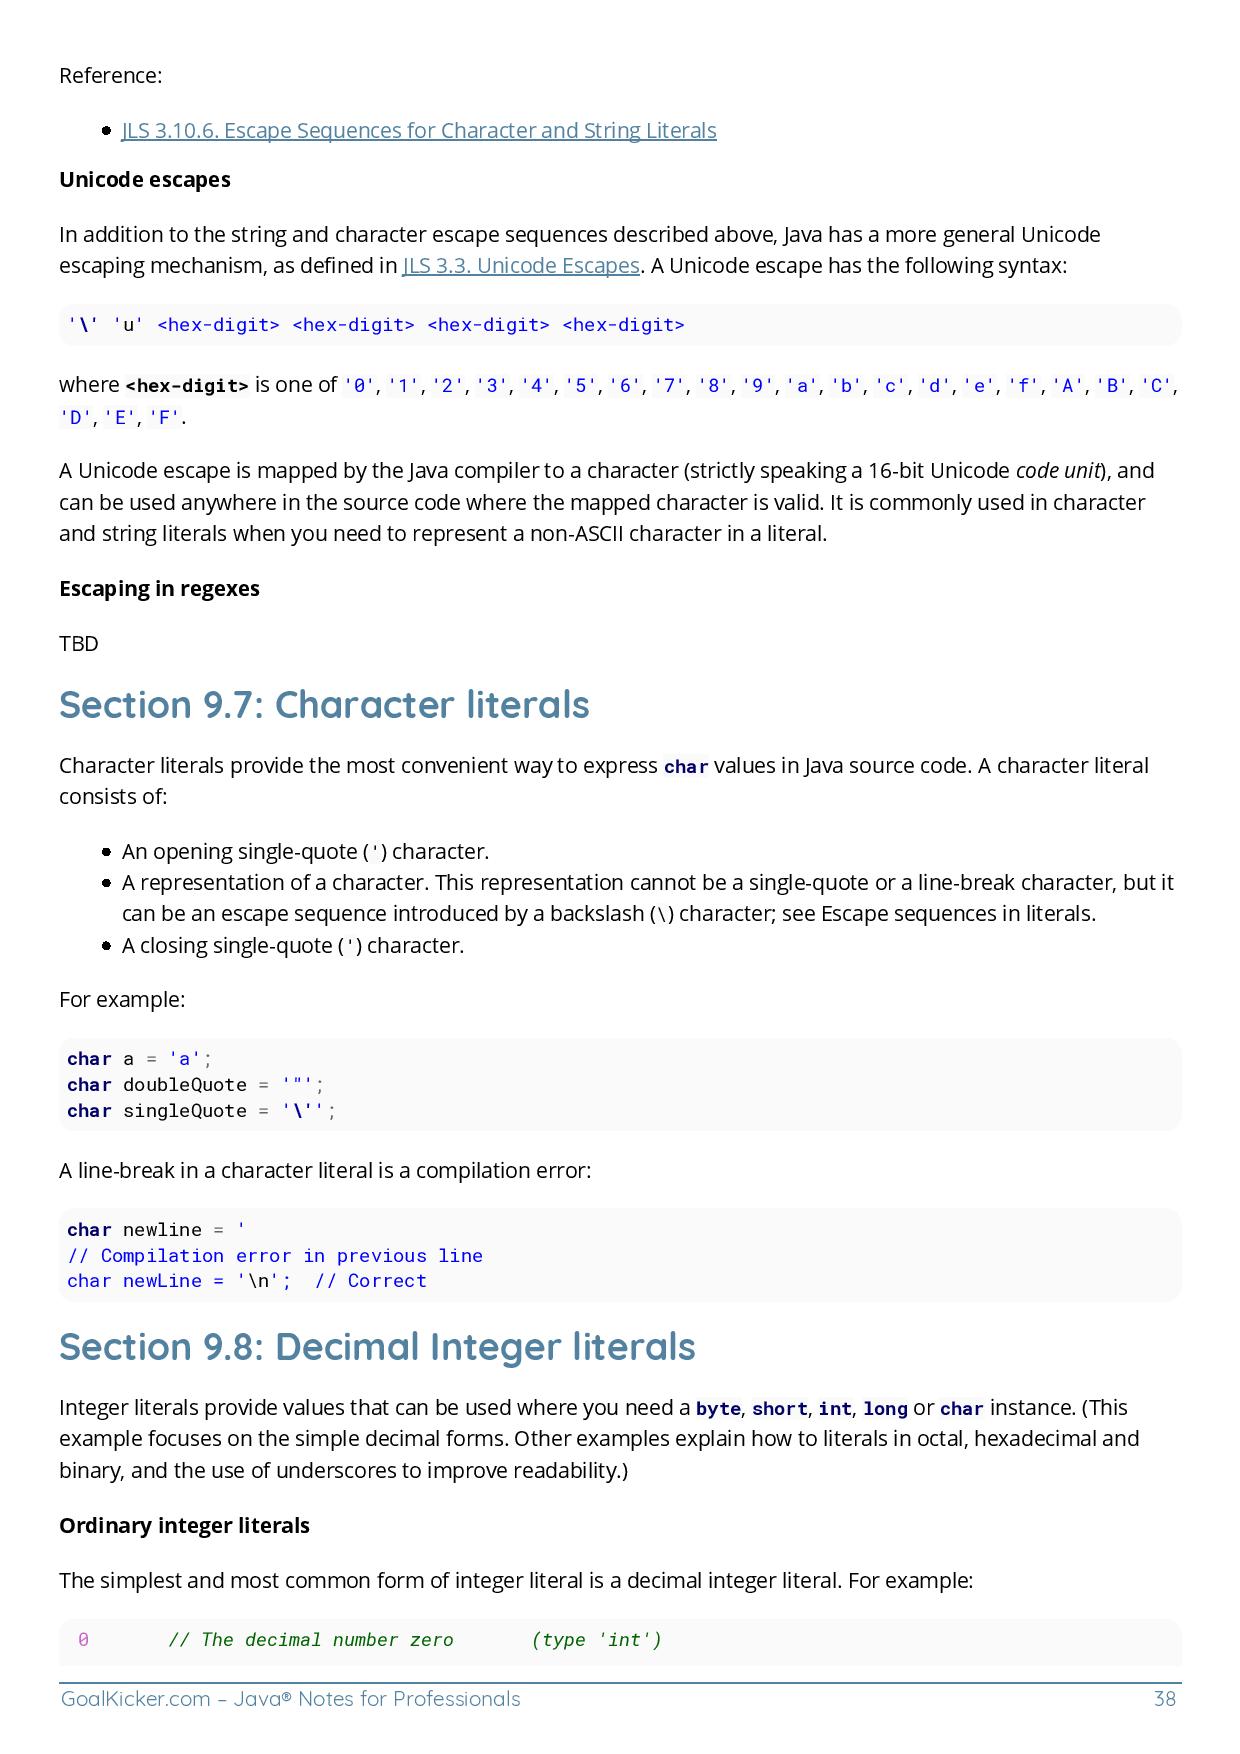 Reference:
JLS 3.10.6. Escape Sequences for Character and String Literals
Unicode escapes
In addition to the string and character escape sequences described above, Java has a more general Unicode
escaping mechanism, as defined in JLS 3.3. Unicode Escapes. A Unicode escape has the following syntax:
'\' 'u' <hex-digit> <hex-digit> <hex-digit> <hex-digit>
where <hex-digit> is one of '0', '1', '2', '3', '4', '5', '6', '7', '8', '9', 'a', 'b', 'c', 'd', 'e', 'f', 'A', 'B', 'C',
'D', 'E', 'F'.
A Unicode escape is mapped by the Java compiler to a character (strictly speaking a 16-bit Unicode code unit), and
can be used anywhere in the source code where the mapped character is valid. It is commonly used in character
and string literals when you need to represent a non-ASCII character in a literal.
Escaping in regexes
TBD
Section 9.7: Character literals
Character literals provide the most convenient way to express char values in Java source code. A character literal
consists of:
An opening single-quote (') character.
A representation of a character. This representation cannot be a single-quote or a line-break character, but it
can be an escape sequence introduced by a backslash (\) character; see Escape sequences in literals.
A closing single-quote (') character.
For example:
char a = 'a';
char doubleQuote = '"';
char singleQuote = '\'';
A line-break in a character literal is a compilation error:
char newline = '
// Compilation error in previous line
char newLine = '\n';  // Correct
Section 9.8: Decimal Integer literals
Integer literals provide values that can be used where you need a byte, short, int, long or char instance. (This
example focuses on the simple decimal forms. Other examples explain how to literals in octal, hexadecimal and
binary, and the use of underscores to improve readability.)
Ordinary integer literals
The simplest and most common form of integer literal is a decimal integer literal. For example:
0       // The decimal number zero       (type 'int')
GoalKicker.com – Java® Notes for Professionals 38